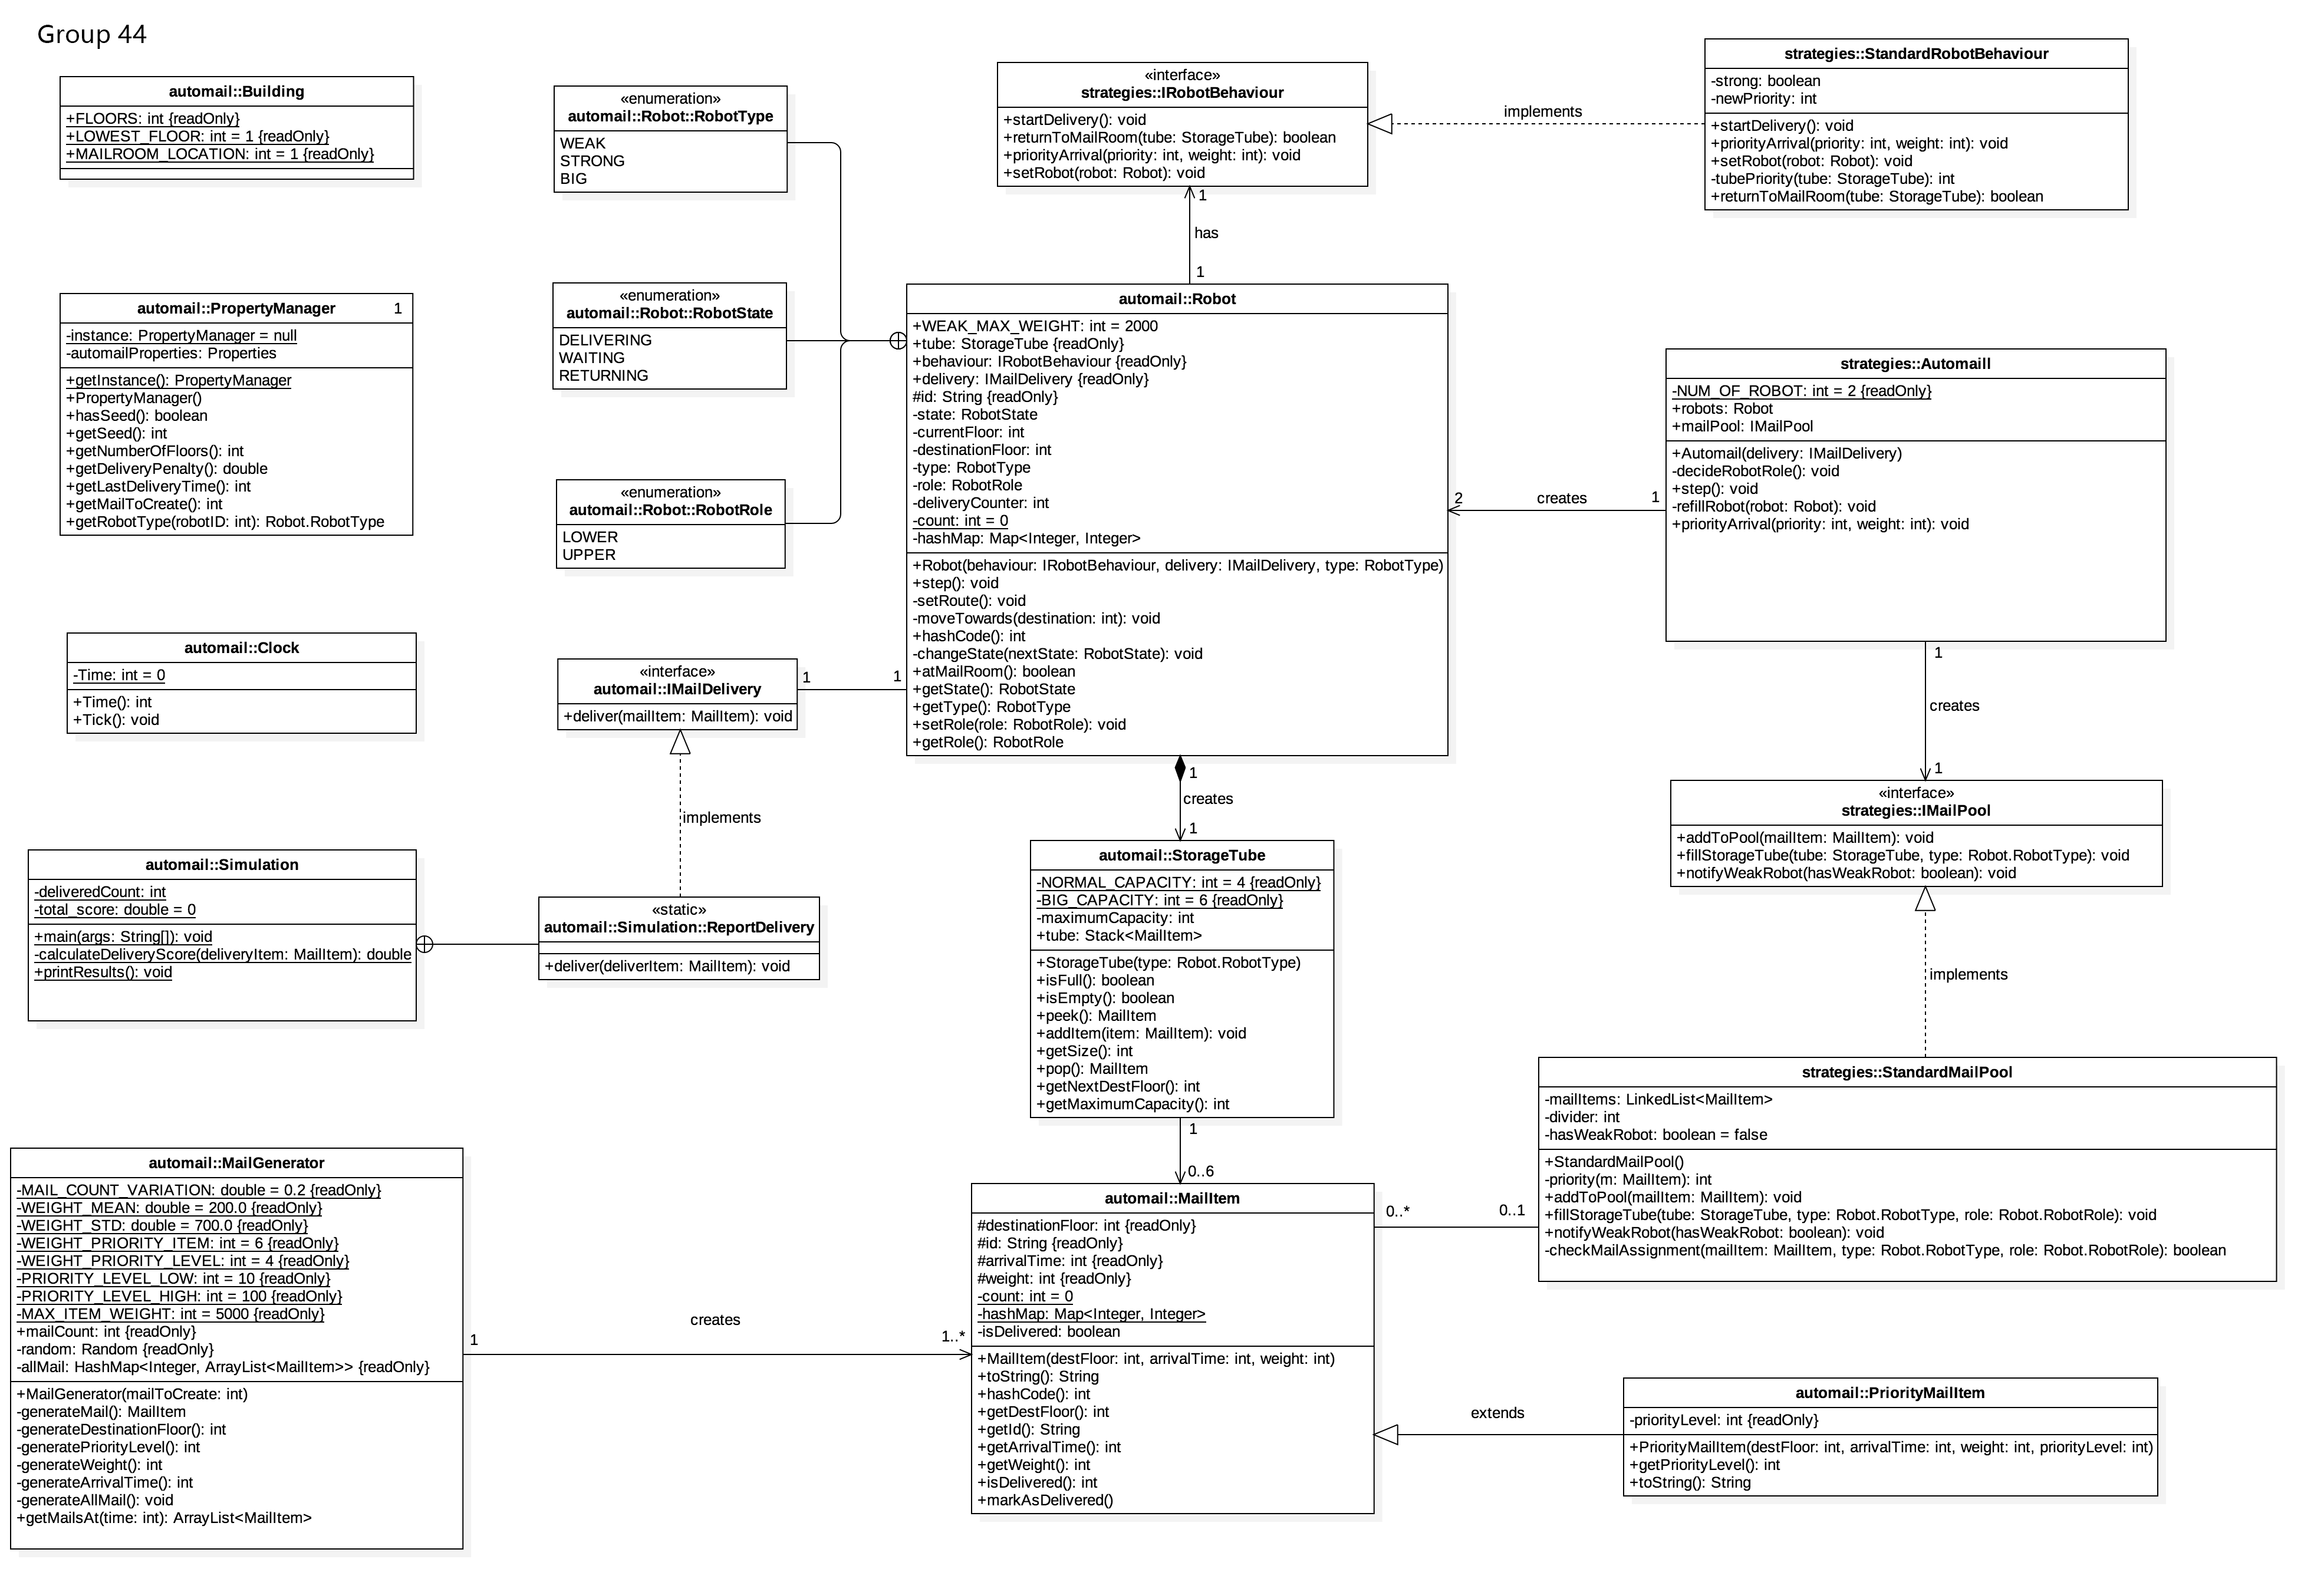 Group 44
automail::Building
+FLOORS: int {readOnly}
+LOWEST_FLOOR: int = 1 {readOnly}
+MAILROOM_LOCATION: int = 1 {readOnly}
«enumeration»
automail::Robot::RobotType
WEAK
STRONG
BIG
«interface»
strategies::IRobotBehaviour
+startDelivery(): void
+returnToMailRoom(tube: StorageTube): boolean
+priorityArrival(priority: int, weight: int): void
+setRobot(robot: Robot): void
implements
strategies::StandardRobotBehaviour
-strong: boolean
-newPriority: int
+startDelivery(): void
+priorityArrival(priority: int, weight: int): void
+setRobot(robot: Robot): void
-tubePriority(tube: StorageTube): int
+returnToMailRoom(tube: StorageTube): boolean
1
has
1
automail::PropertyManager 1
-instance: PropertyManager = null
-automailProperties: Properties
+getInstance(): PropertyManager
+PropertyManager()
+hasSeed(): boolean
+getSeed(): int
+getNumberOfFloors(): int
+getDeliveryPenalty(): double
+getLastDeliveryTime(): int
+getMailToCreate(): int
+getRobotType(robotID: int): Robot.RobotType
«enumeration»
automail::Robot::RobotState
DELIVERING
WAITING
RETURNING
«enumeration»
automail::Robot::RobotRole
LOWER
UPPER
automail::Robot
+WEAK_MAX_WEIGHT: int = 2000
+tube: StorageTube {readOnly}
+behaviour: IRobotBehaviour {readOnly}
+delivery: IMailDelivery {readOnly}
#id: String {readOnly}
-state: RobotState
-currentFloor: int
-destinationFloor: int
-type: RobotType
-role: RobotRole
-deliveryCounter: int
-count: int = 0
-hashMap: Map<Integer, Integer>
+Robot(behaviour: IRobotBehaviour, delivery: IMailDelivery, type: RobotType)
+step(): void
-setRoute(): void
-moveTowards(destination: int): void
+hashCode(): int
-changeState(nextState: RobotState): void
+atMailRoom(): boolean
+getState(): RobotState
+getType(): RobotType
+setRole(role: RobotRole): void
+getRole(): RobotRole
2
creates
1
strategies::Automaill
-NUM_OF_ROBOT: int = 2 {readOnly}
+robots: Robot
+mailPool: IMailPool
+Automail(delivery: IMailDelivery)
-decideRobotRole(): void
+step(): void
-refillRobot(robot: Robot): void
+priorityArrival(priority: int, weight: int): void
automail::Clock
-Time: int = 0
+Time(): int
+Tick(): void
«interface»
automail::IMailDelivery
+deliver(mailItem: MailItem): void
1
1
1
creates
1
implements
1
creates
1
«interface»
strategies::IMailPool
+addToPool(mailItem: MailItem): void
+fillStorageTube(tube: StorageTube, type: Robot.RobotType): void
+notifyWeakRobot(hasWeakRobot: boolean): void
automail::Simulation
-deliveredCount: int
-total_score: double = 0
+main(args: String[]): void
-calculateDeliveryScore(deliveryItem: MailItem): double
+printResults(): void
«static»
automail::Simulation::ReportDelivery
+deliver(deliverItem: MailItem): void
automail::StorageTube
-NORMAL_CAPACITY: int = 4 {readOnly}
-BIG_CAPACITY: int = 6 {readOnly}
-maximumCapacity: int
+tube: Stack<MailItem>
+StorageTube(type: Robot.RobotType)
+isFull(): boolean
+isEmpty(): boolean
+peek(): MailItem
+addItem(item: MailItem): void
+getSize(): int
+pop(): MailItem
+getNextDestFloor(): int
+getMaximumCapacity(): int
implements
strategies::StandardMailPool
-mailItems: LinkedList<MailItem>
-divider: int
-hasWeakRobot: boolean = false
+StandardMailPool()
-priority(m: MailItem): int
+addToPool(mailItem: MailItem): void
+fillStorageTube(tube: StorageTube, type: Robot.RobotType, role: Robot.RobotRole): void
+notifyWeakRobot(hasWeakRobot: boolean): void
-checkMailAssignment(mailItem: MailItem, type: Robot.RobotType, role: Robot.RobotRole): boolean
1
0..6
0..*
0..1
automail::MailGenerator
-MAIL_COUNT_VARIATION: double = 0.2 {readOnly}
-WEIGHT_MEAN: double = 200.0 {readOnly}
-WEIGHT_STD: double = 700.0 {readOnly}
-WEIGHT_PRIORITY_ITEM: int = 6 {readOnly}
-WEIGHT_PRIORITY_LEVEL: int = 4 {readOnly}
-PRIORITY_LEVEL_LOW: int = 10 {readOnly}
-PRIORITY_LEVEL_HIGH: int = 100 {readOnly}
-MAX_ITEM_WEIGHT: int = 5000 {readOnly}
+mailCount: int {readOnly}
-random: Random {readOnly}
-allMail: HashMap<Integer, ArrayList<MailItem>> {readOnly}
+MailGenerator(mailToCreate: int)
-generateMail(): MailItem
-generateDestinationFloor(): int
-generatePriorityLevel(): int
-generateWeight(): int
-generateArrivalTime(): int
-generateAllMail(): void
+getMailsAt(time: int): ArrayList<MailItem>
1
creates
1..*
automail::MailItem
#destinationFloor: int {readOnly}
#id: String {readOnly}
#arrivalTime: int {readOnly}
#weight: int {readOnly}
-count: int = 0
-hashMap: Map<Integer, Integer>
-isDelivered: boolean
+MailItem(destFloor: int, arrivalTime: int, weight: int)
+toString(): String
+hashCode(): int
+getDestFloor(): int
+getId(): String
+getArrivalTime(): int
+getWeight(): int
+isDelivered(): int
+markAsDelivered()
extends
automail::PriorityMailItem
-priorityLevel: int {readOnly}
+PriorityMailItem(destFloor: int, arrivalTime: int, weight: int, priorityLevel: int)
+getPriorityLevel(): int
+toString(): String